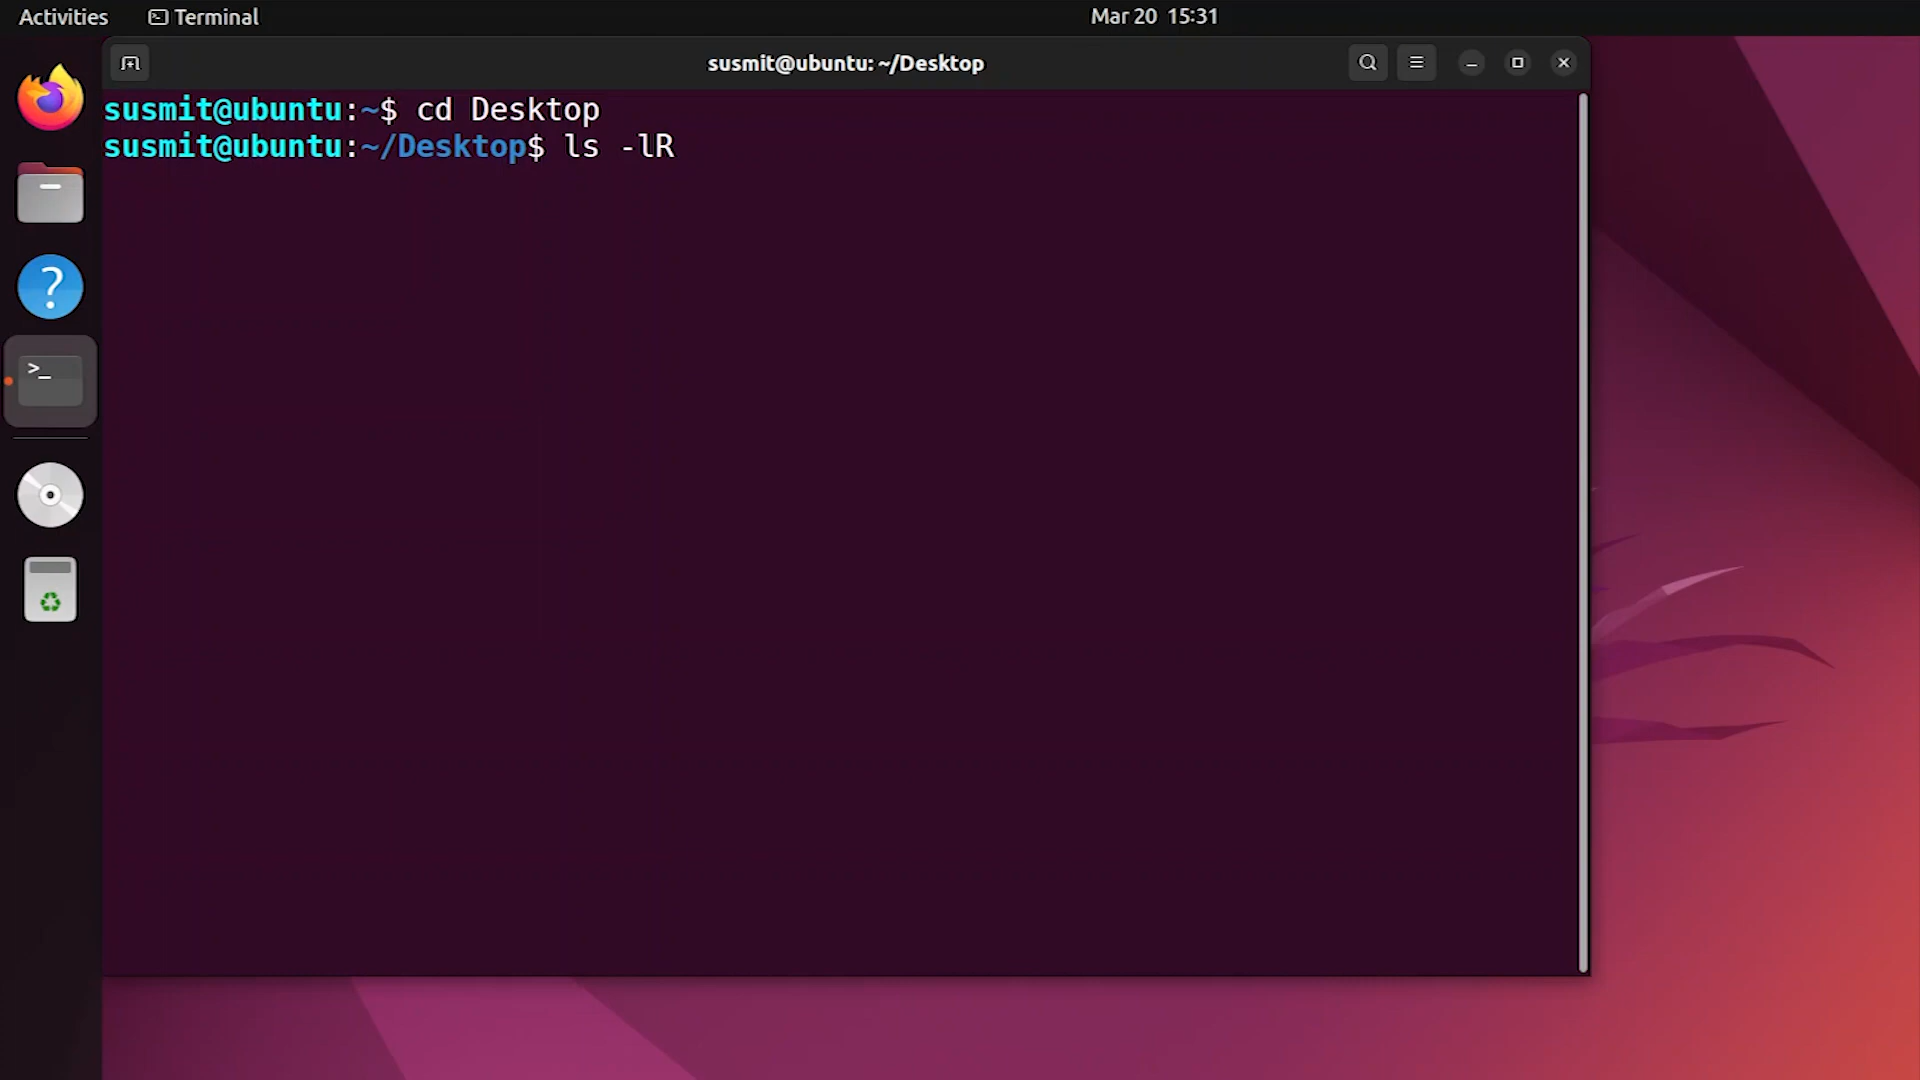 Activities Terminal Mar 20 15:31
susmit@ubuntu: ~/Desktop
susmit@ubuntu:~$ cd Desktop
susmit@ubuntu:~/Desktop$ ls -lR
?
>_